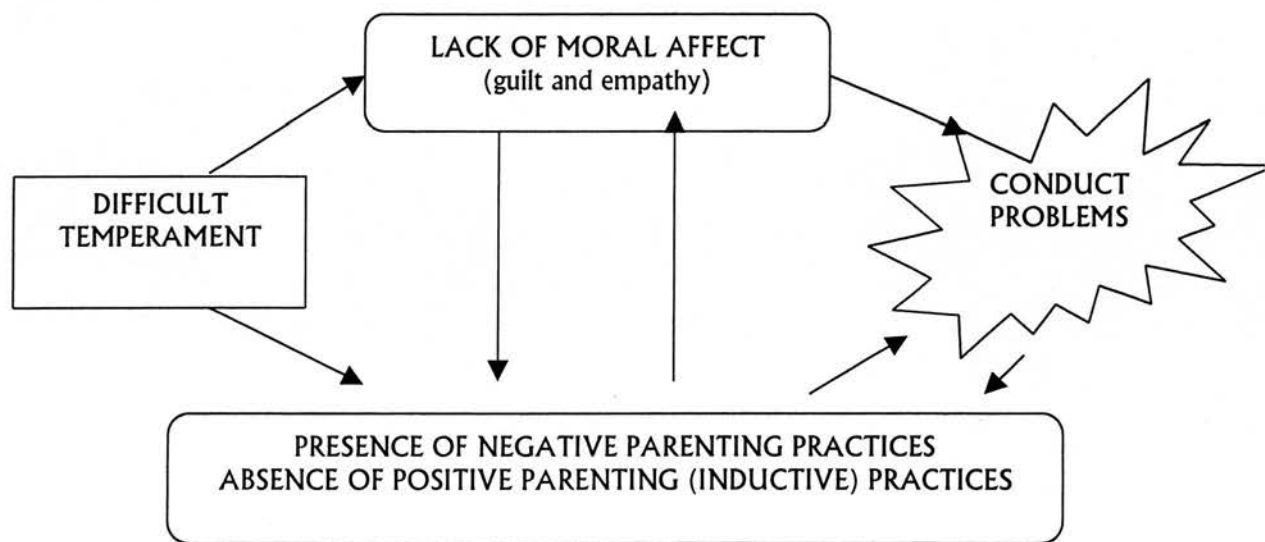 LACK OF MORAL AFFECT
(guilt and empathy)
DIFFICULT
TEMPERAMENT
CONDUCT
PROBLEMS
PRESENCE OF NEGATIVE PARENTING PRACTICES
ABSENCE OF POSITIVE PARENTING (INDUCTIVE) PRACTICES